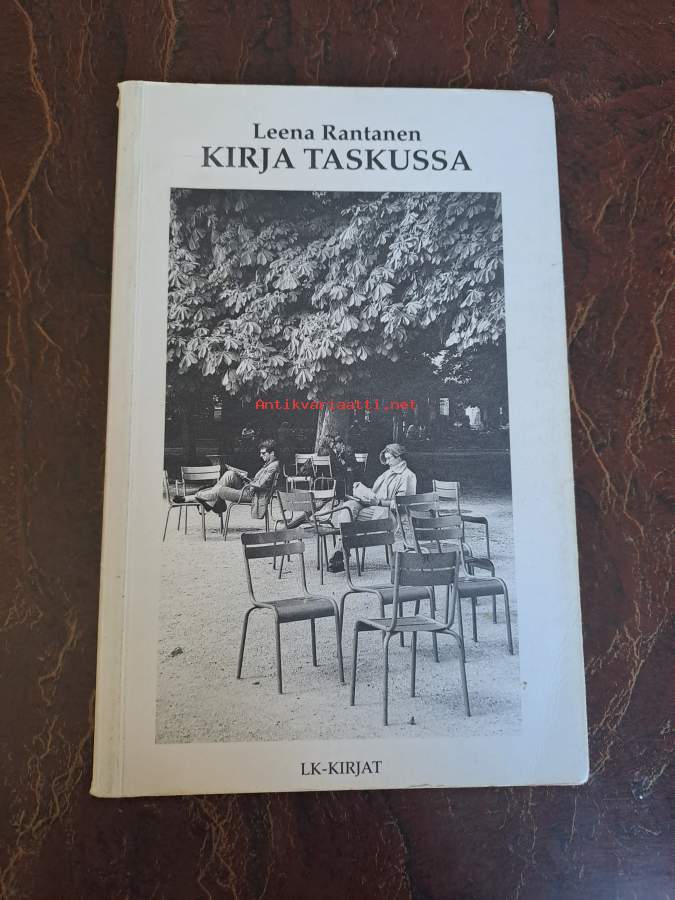 Leena Rantanen
KIRJA TASKUSSA
Antikvariaatti.net
LK-KIRJAT